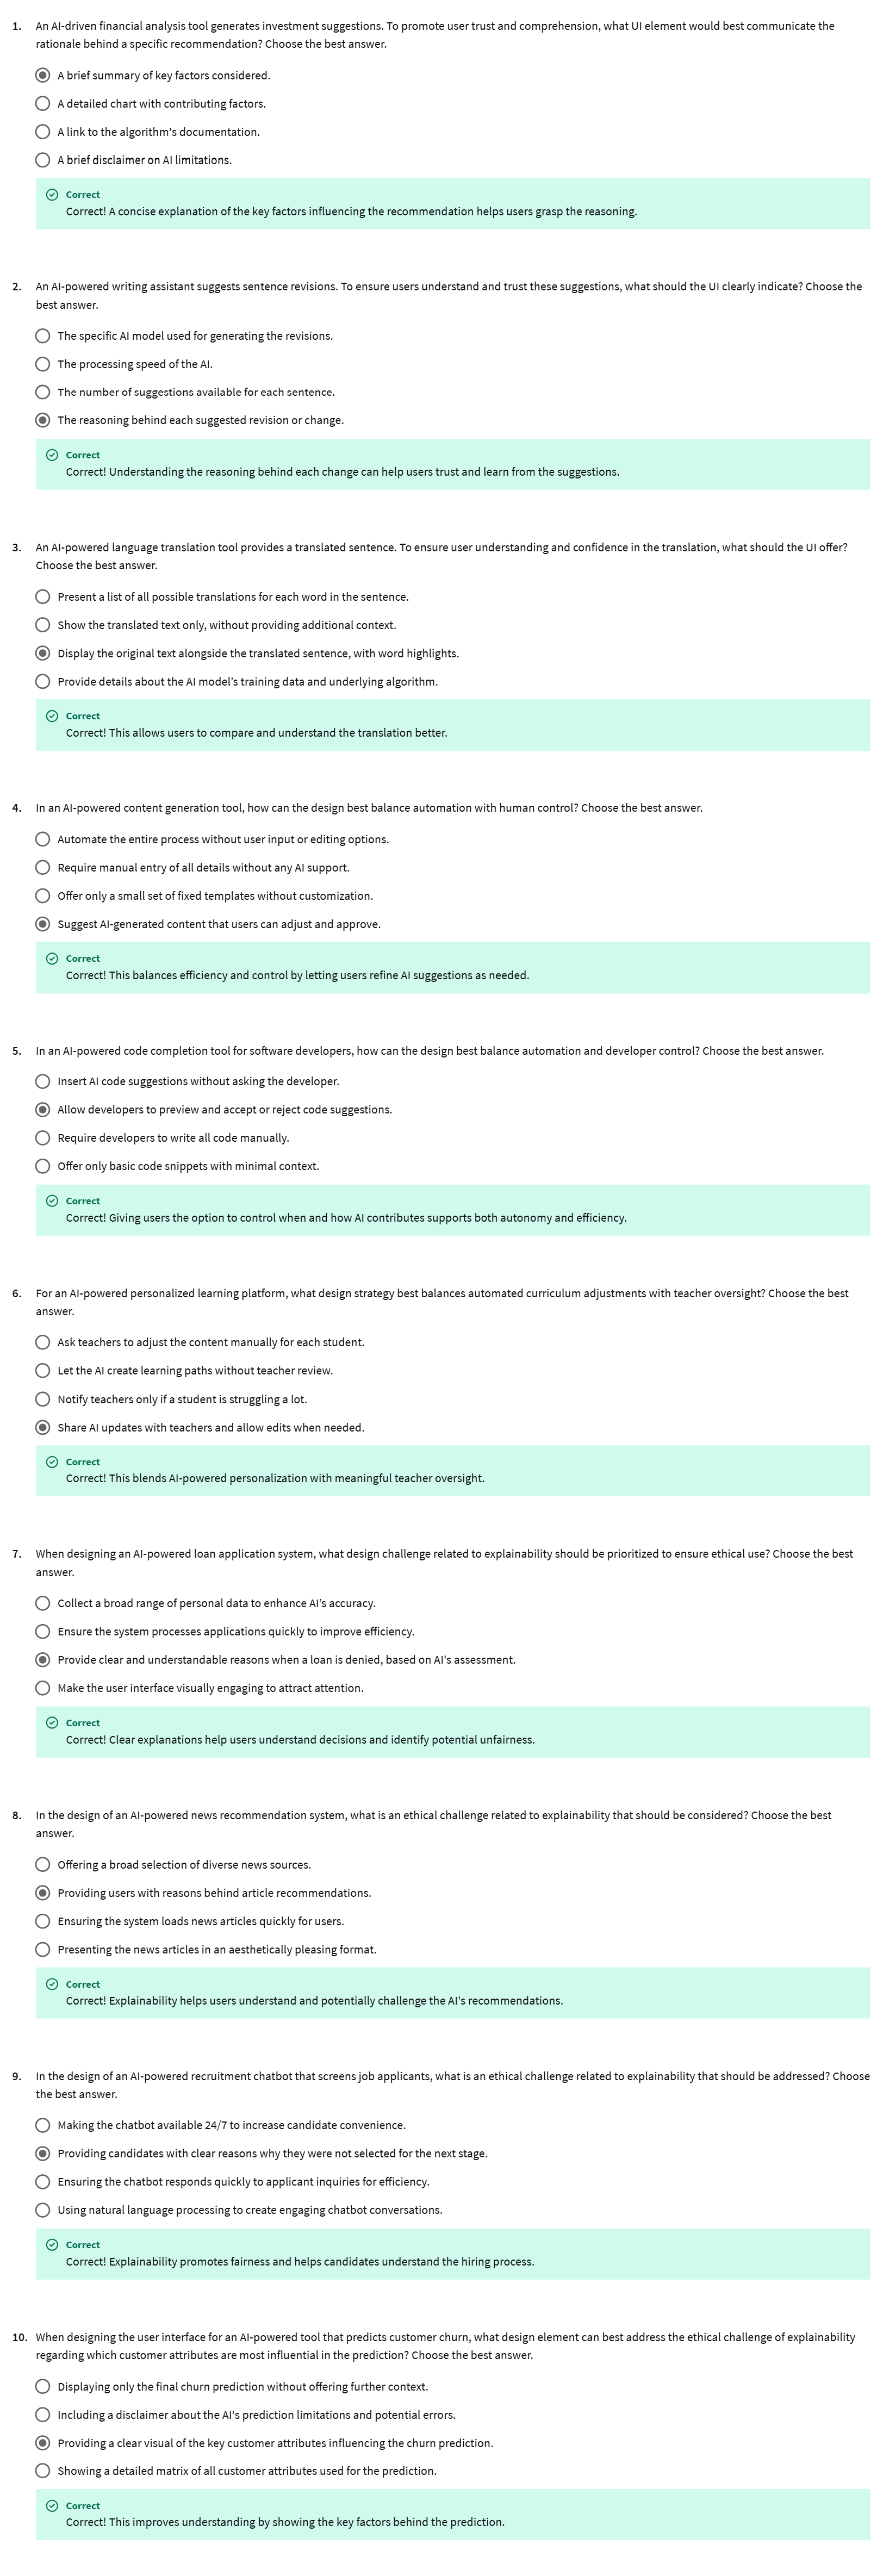 1. An AI-driven financial analysis tool generates investment suggestions. To promote user trust and comprehension, what UI element would best communicate the
rationale behind a specific recommendation? Choose the best answer.
A brief summary of key factors considered.
A detailed chart with contributing factors.
A link to the algorithm's documentation.
A brief disclaimer on AI limitations.
Correct
Correct! A concise explanation of the key factors influencing the recommendation helps users grasp the reasoning.
2. An AI-powered writing assistant suggests sentence revisions. To ensure users understand and trust these suggestions, what should the UI clearly indicate? Choose the
best answer.
The specific AI model used for generating the revisions.
The processing speed of the AI.
The number of suggestions available for each sentence.
The reasoning behind each suggested revision or change.
Correct
Correct! Understanding the reasoning behind each change can help users trust and learn from the suggestions.
3. An AI-powered language translation tool provides a translated sentence. To ensure user understanding and confidence in the translation, what should the UI offer?
Choose the best answer.
Present a list of all possible translations for each word in the sentence.
Show the translated text only, without providing additional context.
Display the original text alongside the translated sentence, with word highlights.
Provide details about the AI model’s training data and underlying algorithm.
Correct
Correct! This allows users to compare and understand the translation better.
4. In an AI-powered content generation tool, how can the design best balance automation with human control? Choose the best answer.
Automate the entire process without user input or editing options.
Require manual entry of all details without any AI support.
Offer only a small set of fixed templates without customization.
Suggest AI-generated content that users can adjust and approve.
Correct
Correct! This balances efficiency and control by letting users refine AI suggestions as needed.
5. In an AI-powered code completion tool for software developers, how can the design best balance automation and developer control? Choose the best answer.
Insert AI code suggestions without asking the developer.
Allow developers to preview and accept or reject code suggestions.
Require developers to write all code manually.
Offer only basic code snippets with minimal context.
Correct
Correct! Giving users the option to control when and how AI contributes supports both autonomy and efficiency.
6. For an AI-powered personalized learning platform, what design strategy best balances automated curriculum adjustments with teacher oversight? Choose the best
answer.
Ask teachers to adjust the content manually for each student.
Let the AI create learning paths without teacher review.
Notify teachers only if a student is struggling a lot.
Share AI updates with teachers and allow edits when needed.
Correct
Correct! This blends AI-powered personalization with meaningful teacher oversight.
7. When designing an AI-powered loan application system, what design challenge related to explainability should be prioritized to ensure ethical use? Choose the best
answer.
Collect a broad range of personal data to enhance AI’s accuracy.
Ensure the system processes applications quickly to improve efficiency.
Provide clear and understandable reasons when a loan is denied, based on AI's assessment.
Make the user interface visually engaging to attract attention.
Correct
Correct! Clear explanations help users understand decisions and identify potential unfairness.
8. In the design of an AI-powered news recommendation system, what is an ethical challenge related to explainability that should be considered? Choose the best
answer.
Offering a broad selection of diverse news sources.
Providing users with reasons behind article recommendations.
Ensuring the system loads news articles quickly for users.
Presenting the news articles in an aesthetically pleasing format.
Correct
Correct! Explainability helps users understand and potentially challenge the AI's recommendations.
9. In the design of an AI-powered recruitment chatbot that screens job applicants, what is an ethical challenge related to explainability that should be addressed? Choose
the best answer.
Making the chatbot available 24/7 to increase candidate convenience.
Providing candidates with clear reasons why they were not selected for the next stage.
Ensuring the chatbot responds quickly to applicant inquiries for efficiency.
Using natural language processing to create engaging chatbot conversations.
Correct
Correct! Explainability promotes fairness and helps candidates understand the hiring process.
10. When designing the user interface for an AI-powered tool that predicts customer churn, what design element can best address the ethical challenge of explainability
regarding which customer attributes are most influential in the prediction? Choose the best answer.
Displaying only the final churn prediction without offering further context.
Including a disclaimer about the AI's prediction limitations and potential errors.
Providing a clear visual of the key customer attributes influencing the churn prediction.
Showing a detailed matrix of all customer attributes used for the prediction.
Correct
Correct! This improves understanding by showing the key factors behind the prediction.